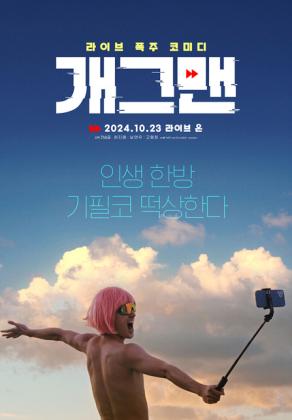 라이브 폭주 코미디
개그맨
2024.10.23 라이브 온
인생 한방
기필코 떡상한다